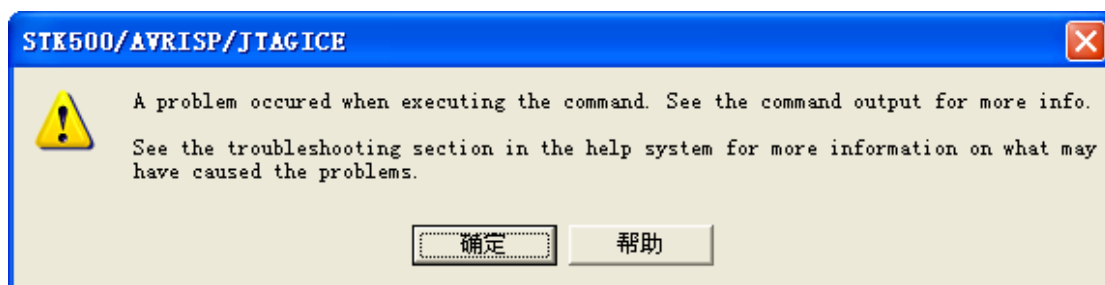 STK500/AVRISP/JTAGICE
A problem occured when executing the command. See the command output for more info.
See the troubleshooting section in the help system for more information on what may
have caused the problems.
确定
帮助